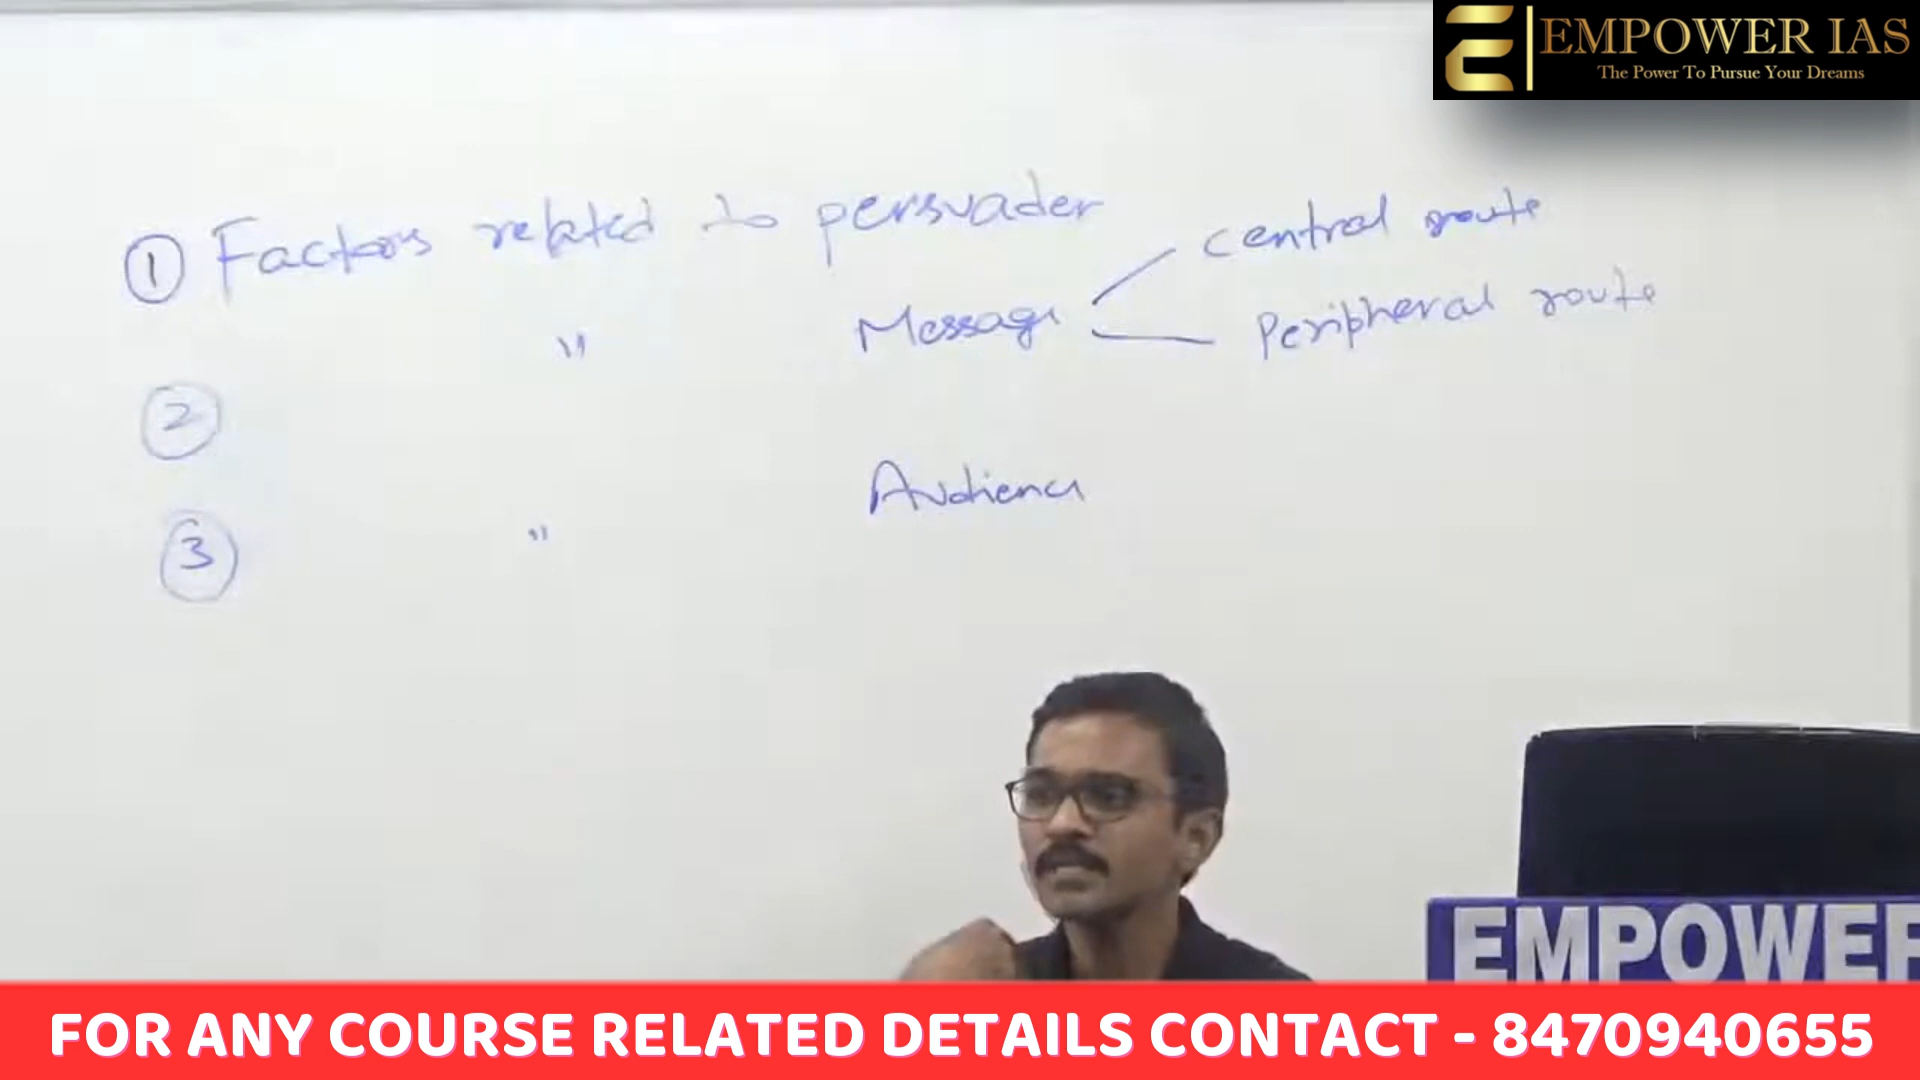 EMPOWER IAS
The Power To Pursue Your Dreams
① Factors related to persuader
central route
" Message
Peripheral route
②
Audience
③ "
EMPOWER
FOR ANY COURSE RELATED DETAILS CONTACT - 8470940655